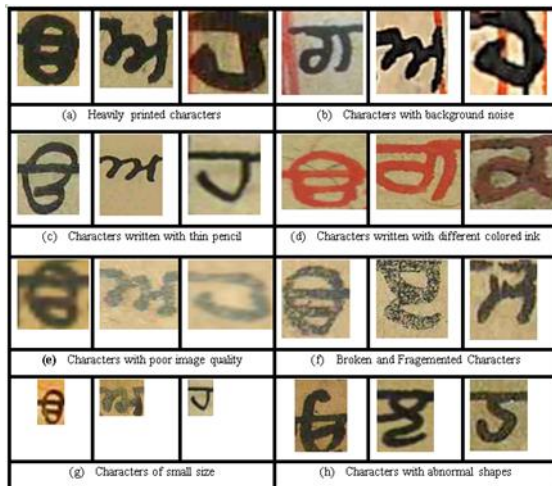 ੳ ਅ ਹ
ਗ ਅ ਹ
(a) Heavily printed characters
(b) Characters with background noise
ੳ ਅ ਹ
ੳ ਗ
(c) Characters written with thin pencil
(d) Characters written with different colored ink
ੳ ਅ ਹ
ੳ
(e) Characters with poor image quality
(f) Broken and Fragemented Characters
ੳ ਅ ਹ
(g) Characters of small size
(h) Characters with abnormal shapes